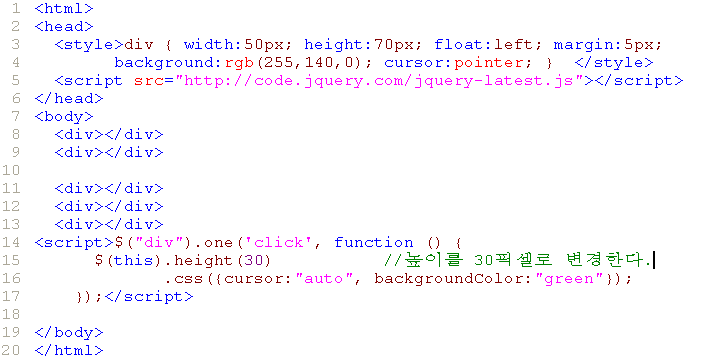 1 <html>
2 <head>
3   <style>div { width:50px; height:70px; float:left; margin:5px;
4         background:rgb(255,140,0); cursor:pointer; }  </style>
5   <script src="http://code.jquery.com/jquery-latest.js"></script>
6 </head>
7 <body>
8   <div></div>
9   <div></div>
10
11   <div></div>
12   <div></div>
13   <div></div>
14 <script>$("div").one('click', function () {
15       $(this).height(30)            //높이를 30픽셀로 변경한다.
16              .css({cursor:"auto", backgroundColor:"green"});
17     });</script>
18
19 </body>
20 </html>